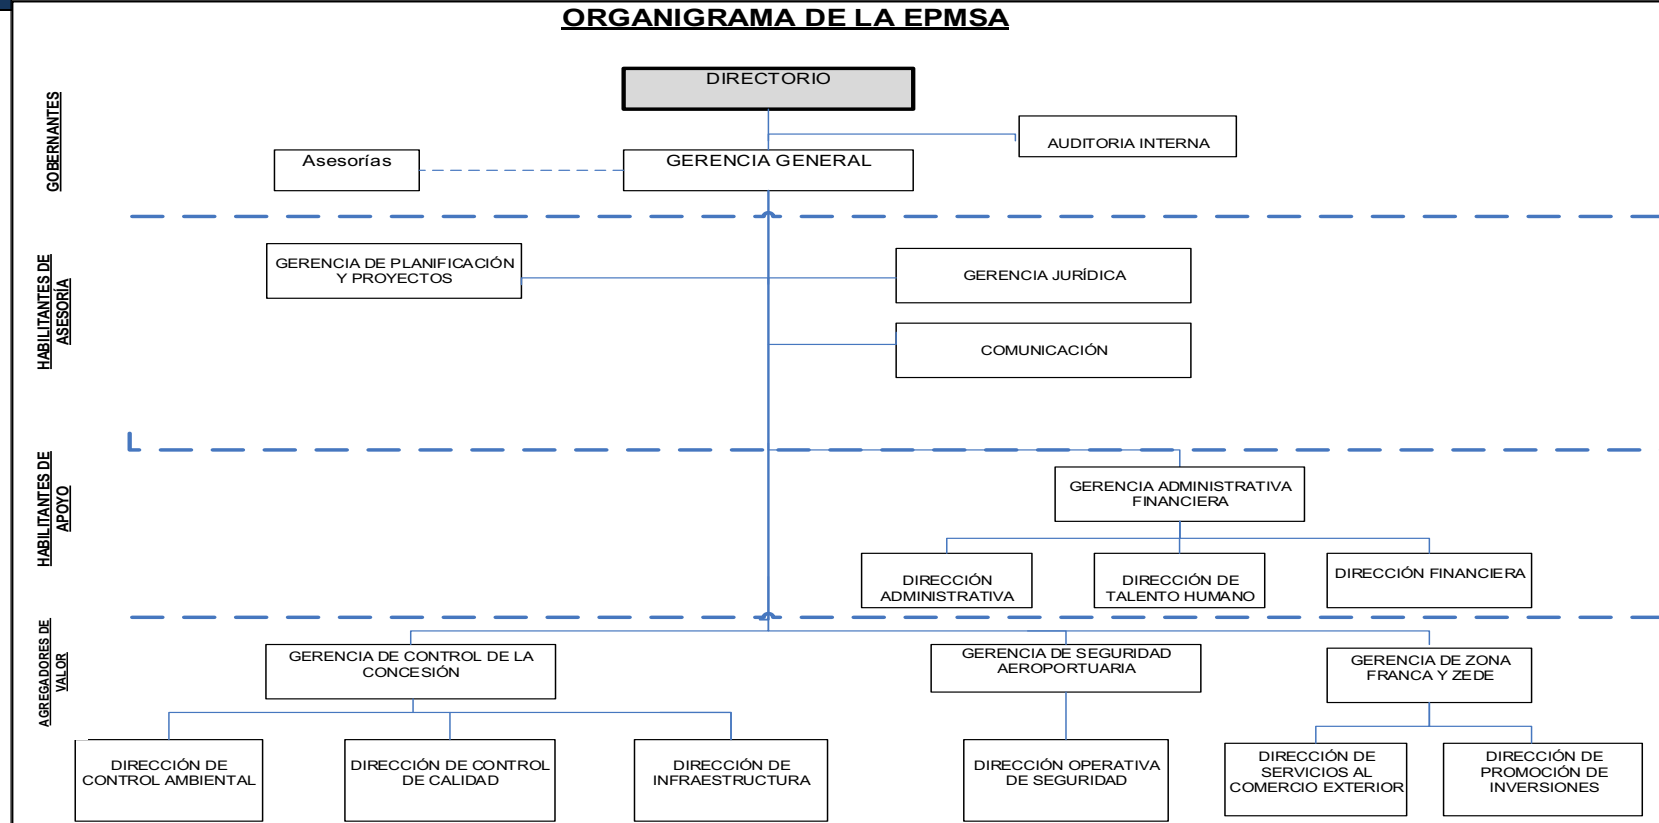 ORGANIGRAMA DE LA EPMSA
GOBERNANTES
DIRECTORIO
AUDITORIA INTERNA
Asesorías
GERENCIA GENERAL
HABILITANTES DE
ASESORÍA
GERENCIA DE PLANIFICACIÓN
Y PROYECTOS
GERENCIA JURÍDICA
COMUNICACIÓN
HABILITANTES DE
APOYO
GERENCIA ADMINISTRATIVA
FINANCIERA
DIRECCIÓN
ADMINISTRATIVA
DIRECCIÓN DE
TALENTO HUMANO
DIRECCIÓN FINANCIERA
AGREGADORES DE
VALOR
GERENCIA DE CONTROL DE LA
CONCESIÓN
GERENCIA DE SEGURIDAD
AEROPORTUARIA
GERENCIA DE ZONA
FRANCA Y ZEDE
DIRECCIÓN DE
CONTROL AMBIENTAL
DIRECCIÓN DE CONTROL
DE CALIDAD
DIRECCIÓN DE
INFRAESTRUCTURA
DIRECCIÓN OPERATIVA
DE SEGURIDAD
DIRECCIÓN DE
SERVICIOS AL
COMERCIO EXTERIOR
DIRECCIÓN DE
PROMOCIÓN DE
INVERSIONES